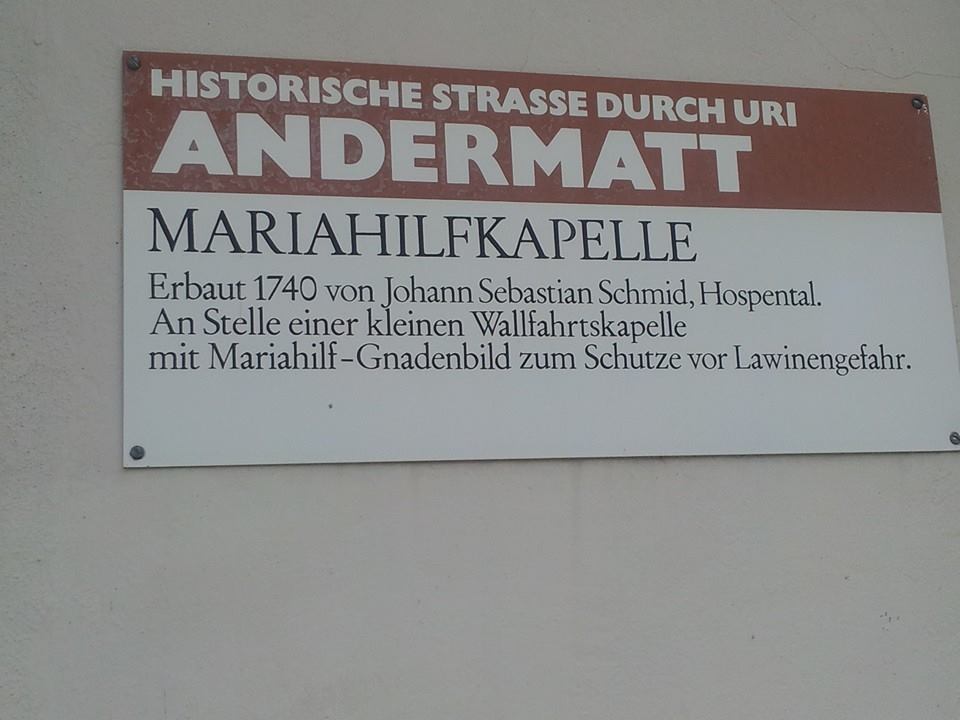 HISTORISCHE STRASSE DURCH URI
ANDERMATT
MARIAHILFKAPELLE
Erbaut 1740 von Johann Sebastian Schmid, Hospental.
An Stelle einer kleinen Wallfahrtskapelle
mit Mariahilf-Gnadenbild zum Schutze vor Lawinengefahr.